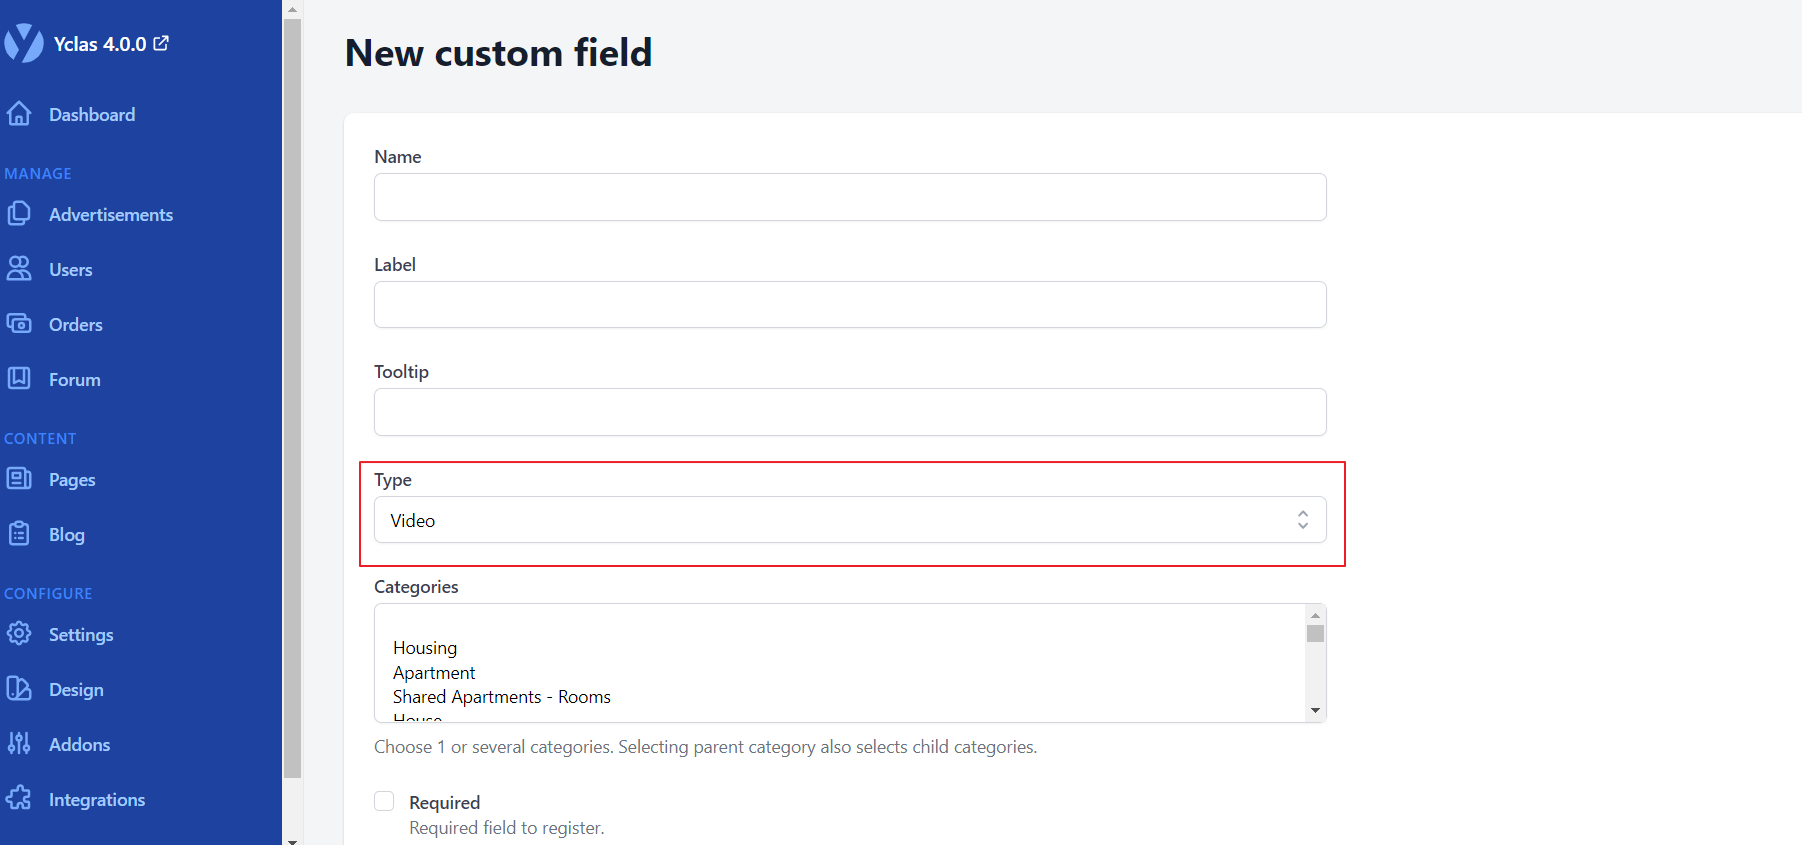 Yclas 4.0.0
Dashboard
MANAGE
Advertisements
Users
Orders
Forum
CONTENT
Pages
Blog
CONFIGURE
Settings
Design
Addons
Integrations
New custom field
Name
Label
Tooltip
Type
Video
Categories
Housing
Apartment
Shared Apartments - Rooms
House
Choose 1 or several categories. Selecting parent category also selects child categories.
Required
Required field to register.